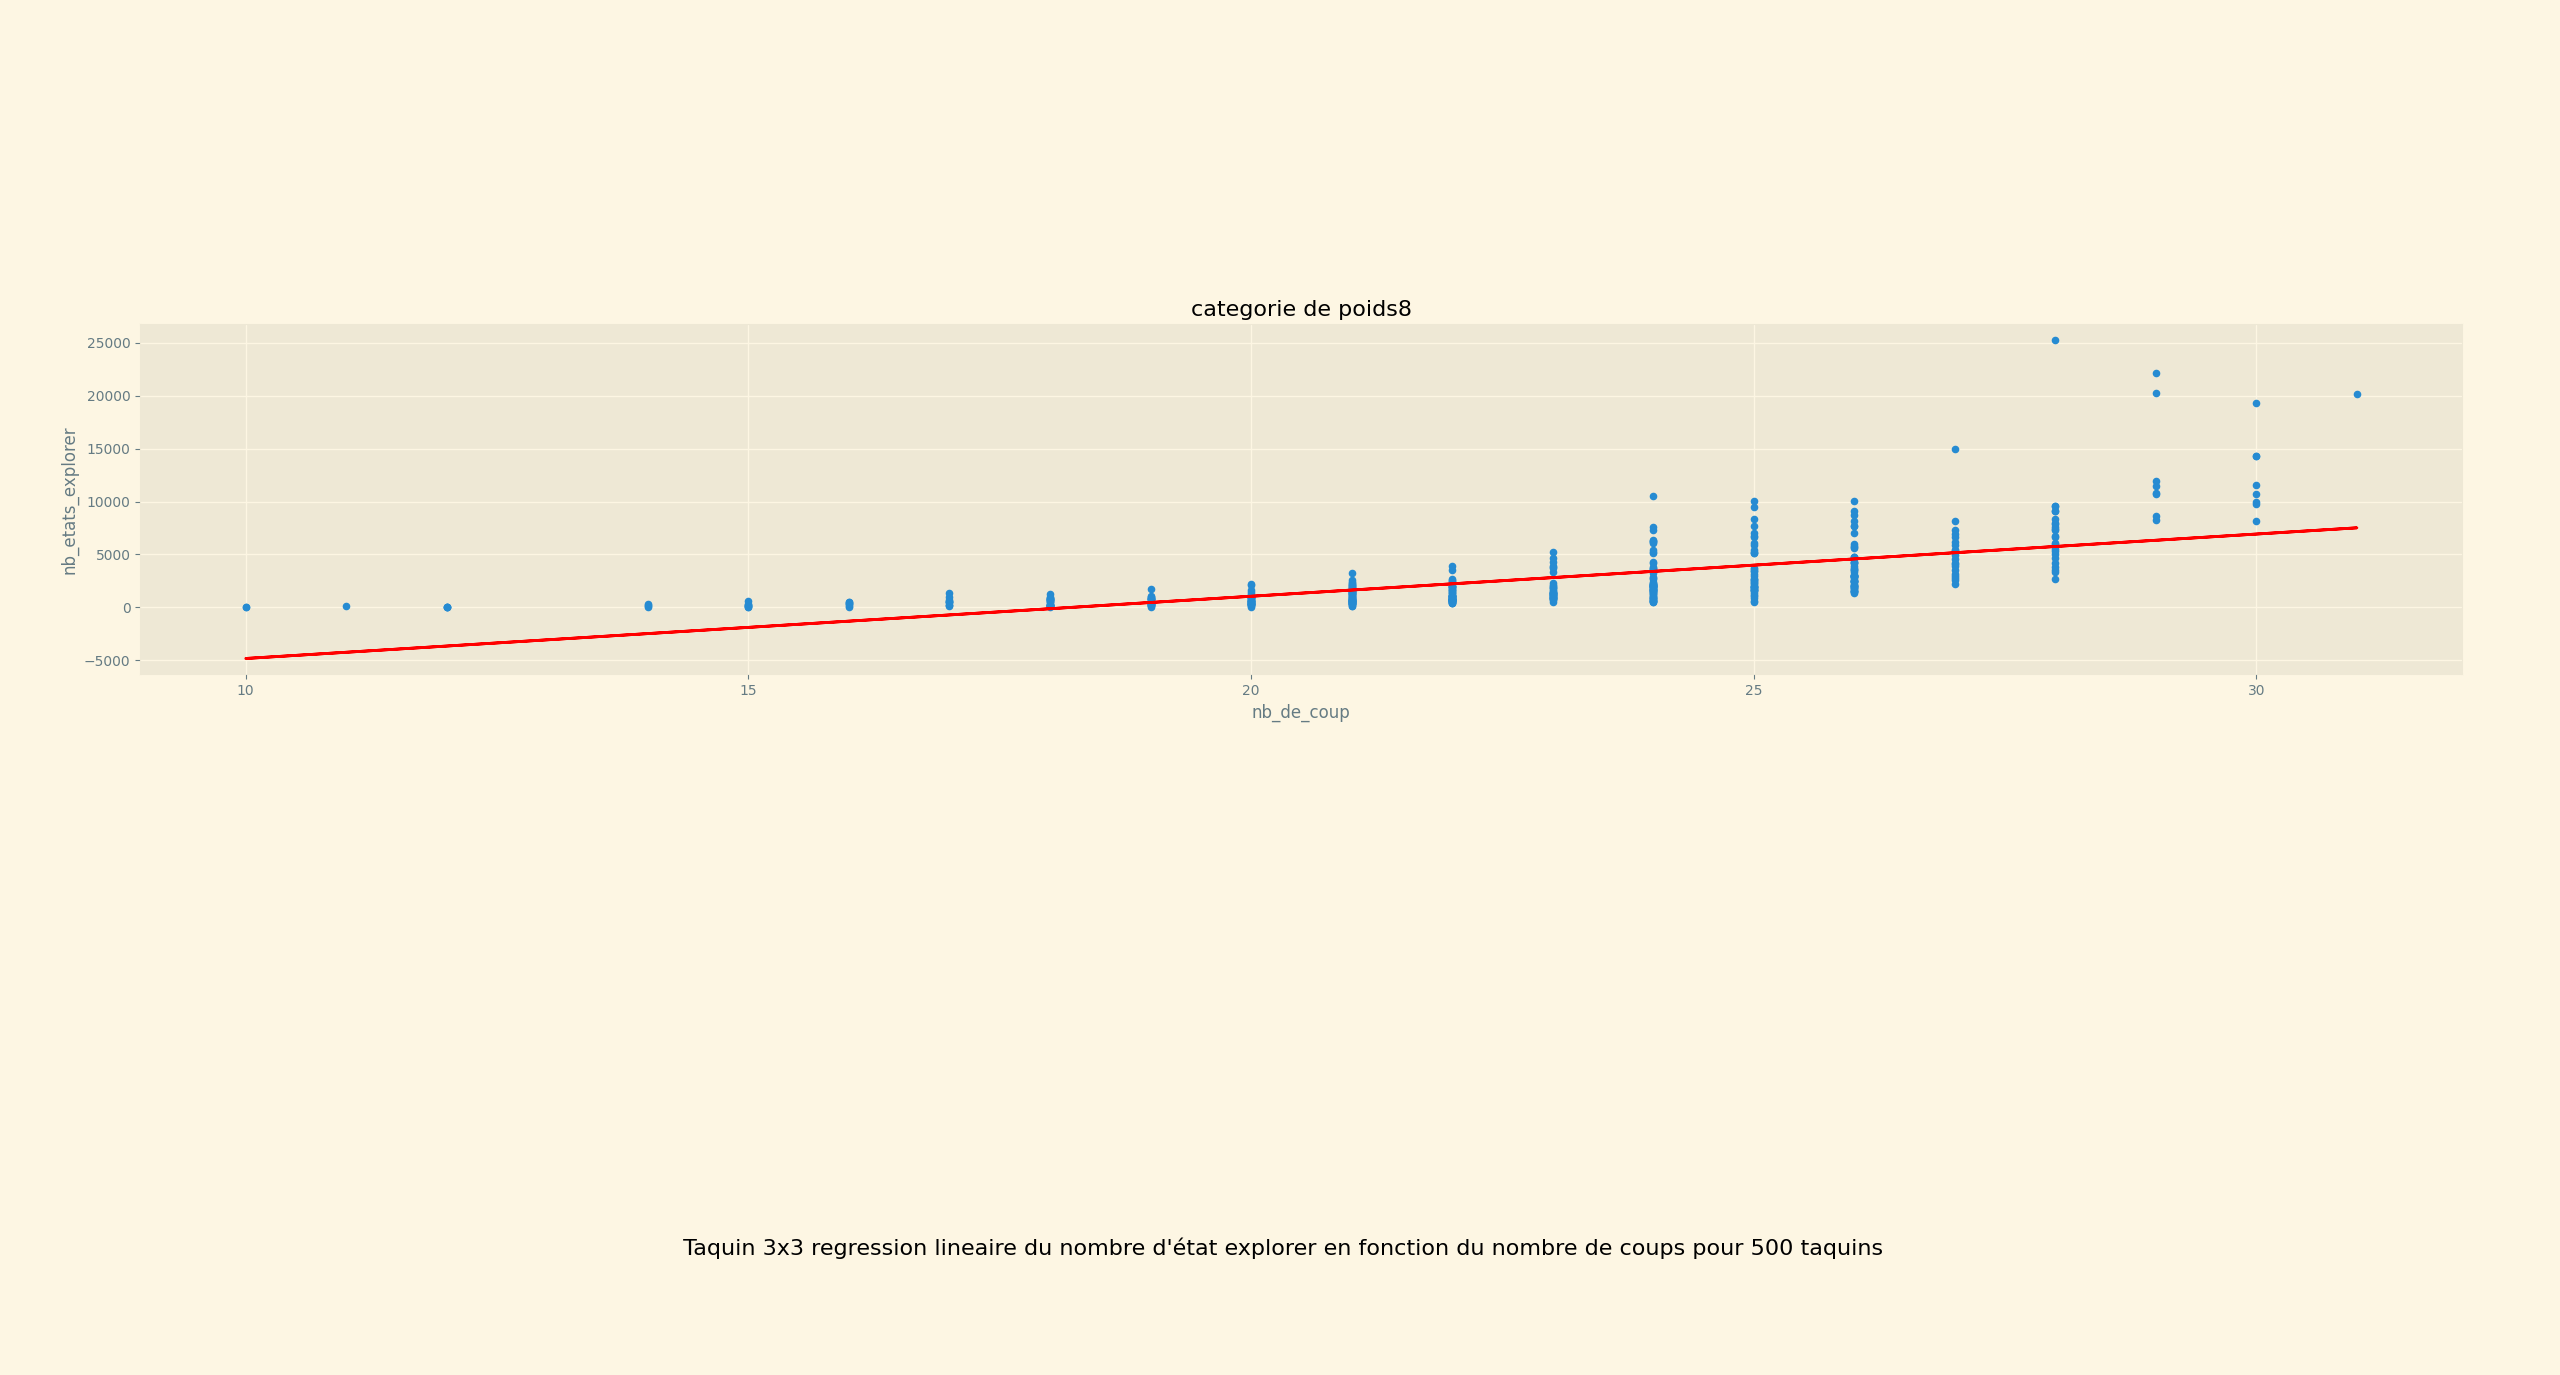 categorie de poids8
25000
20000
15000
10000
5000
0
−5000
nb_etats_explorer
10 15 20 25 30
nb_de_coup
Taquin 3x3 regression lineaire du nombre d'état explorer en fonction du nombre de coups pour 500 taquins